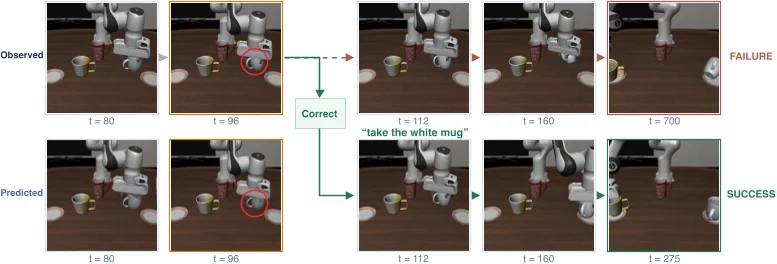 Observed
FAILURE
t = 80
t = 96
t = 112
t = 160
t = 700
Correct
“take the white mug”
Predicted
SUCCESS
t = 80
t = 96
t = 112
t = 160
t = 275